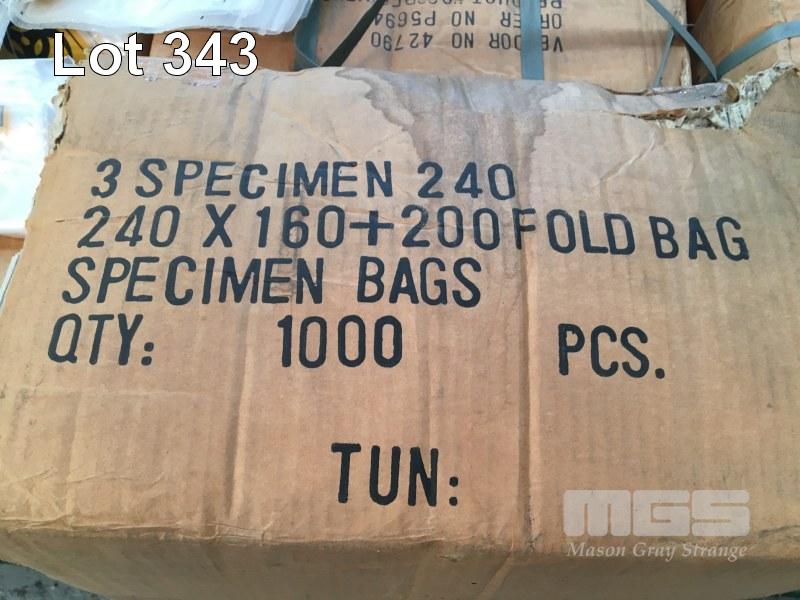 Lot 343
VENDOR NO 42790
ORDER NO P5694
3 SPECIMEN 240
240 X 160+200 FOLD BAG
SPECIMEN BAGS
QTY: 1000 PCS.
TUN:
MGS
Mason Gray Strange